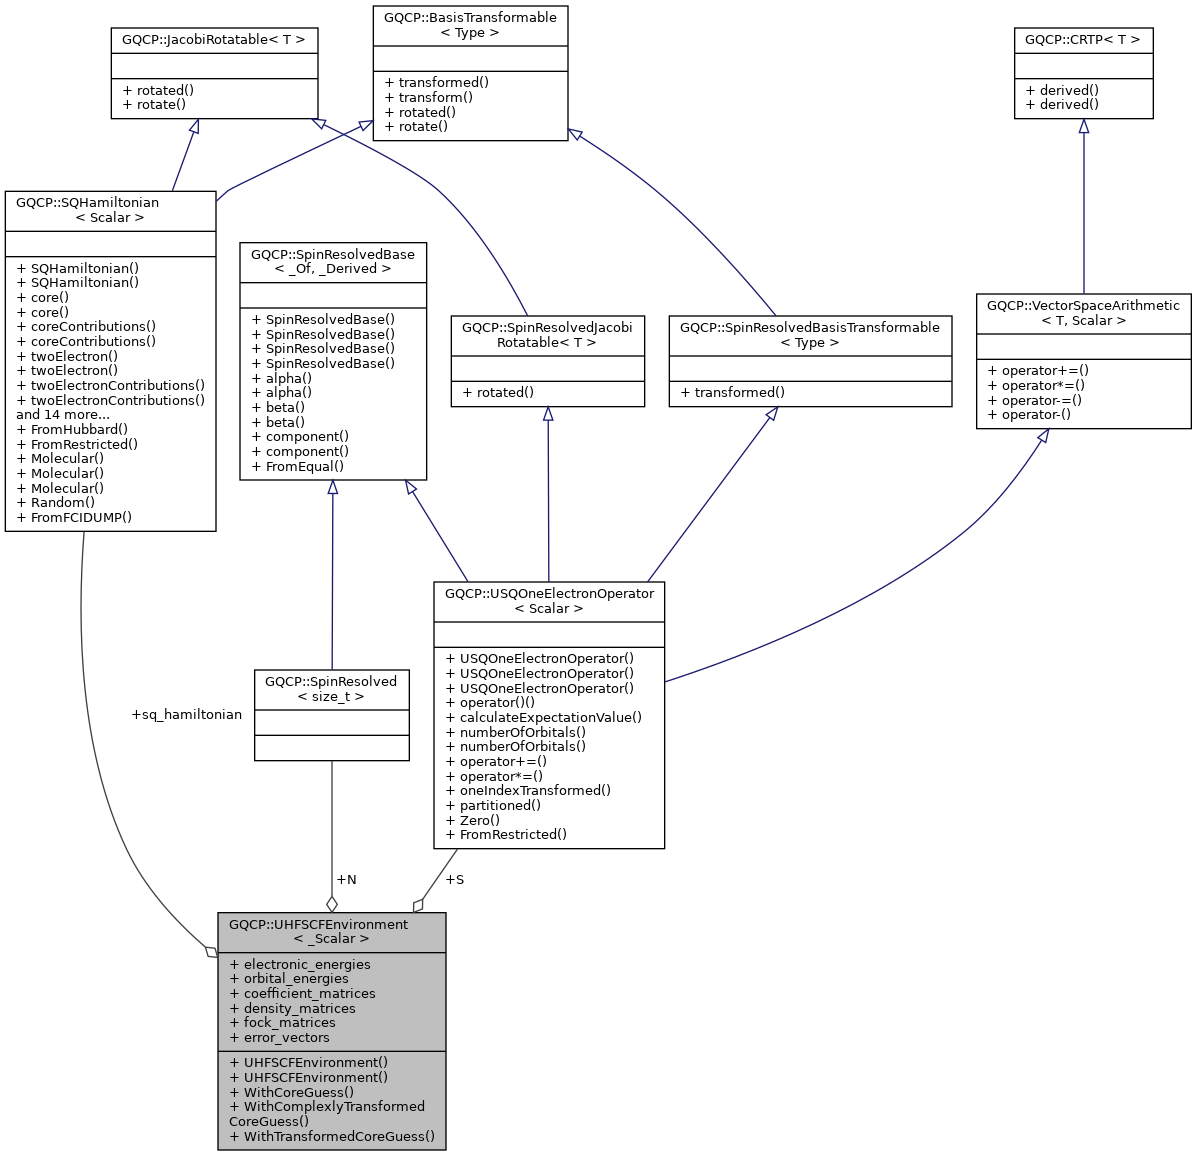 GQCP::JacobiRotatable< T >
+ rotated()
+ rotate()
GQCP::BasisTransformable
< Type >
+ transformed()
+ transform()
+ rotated()
+ rotate()
GQCP::CRTP< T >
+ derived()
+ derived()
GQCP::SQHamiltonian
< Scalar >
+ SQHamiltonian()
+ SQHamiltonian()
+ core()
+ core()
+ coreContributions()
+ coreContributions()
+ twoElectron()
+ twoElectron()
+ twoElectronContributions()
+ twoElectronContributions()
and 14 more...
+ FromHubbard()
+ FromRestricted()
+ Molecular()
+ Molecular()
+ Molecular()
+ Random()
+ FromFCIDUMP()
GQCP::SpinResolvedBase
< _Of, _Derived >
+ SpinResolvedBase()
+ SpinResolvedBase()
+ SpinResolvedBase()
+ SpinResolvedBase()
+ alpha()
+ alpha()
+ beta()
+ beta()
+ component()
+ component()
+ FromEqual()
GQCP::SpinResolvedJacobi
Rotatable< T >
+ rotated()
GQCP::SpinResolvedBasisTransformable
< Type >
+ transformed()
GQCP::VectorSpaceArithmetic
< T, Scalar >
+ operator+=()
+ operator*=()
+ operator-=()
+ operator-()
GQCP::USQOneElectronOperator
< Scalar >
+ USQOneElectronOperator()
+ USQOneElectronOperator()
+ USQOneElectronOperator()
+ operator()()
+ calculateExpectationValue()
+ numberOfOrbitals()
+ numberOfOrbitals()
+ operator+=()
+ operator*=()
+ oneIndexTransformed()
+ partitioned()
+ Zero()
+ FromRestricted()
GQCP::SpinResolved
< size_t >
+sq_hamiltonian
+N
+S
GQCP::UHFSCFEnvironment
< _Scalar >
+ electronic_energies
+ orbital_energies
+ coefficient_matrices
+ density_matrices
+ fock_matrices
+ error_vectors
+ UHFSCFEnvironment()
+ UHFSCFEnvironment()
+ WithCoreGuess()
+ WithComplexlyTransformed
CoreGuess()
+ WithTransformedCoreGuess()